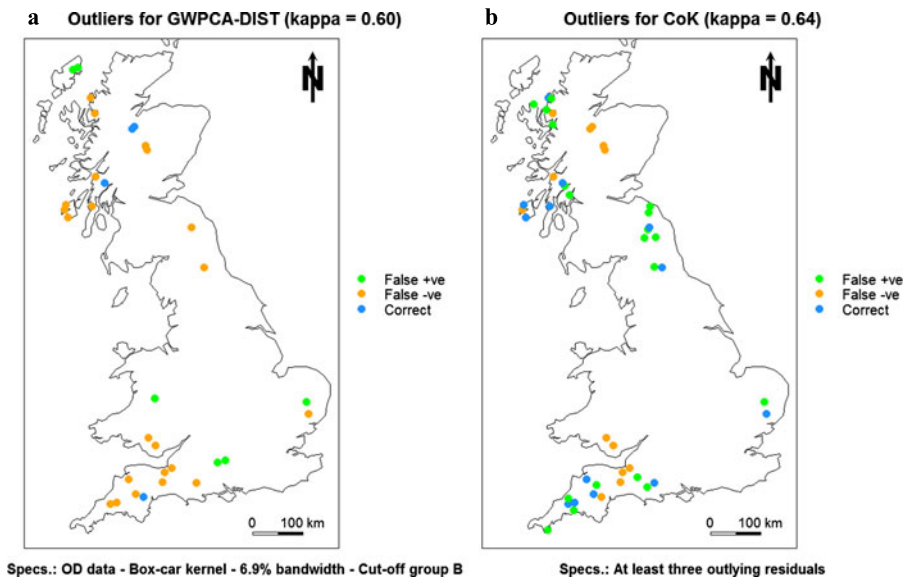 a Outliers for GWPCA-DIST (kappa = 0.60)
N
False +ve
False -ve
Correct
0 100 km
Specs.: OD data - Box-car kernel - 6.9% bandwidth - Cut-off group B
b Outliers for CoK (kappa = 0.64)
N
False +ve
False -ve
Correct
0 100 km
Specs.: At least three outlying residuals